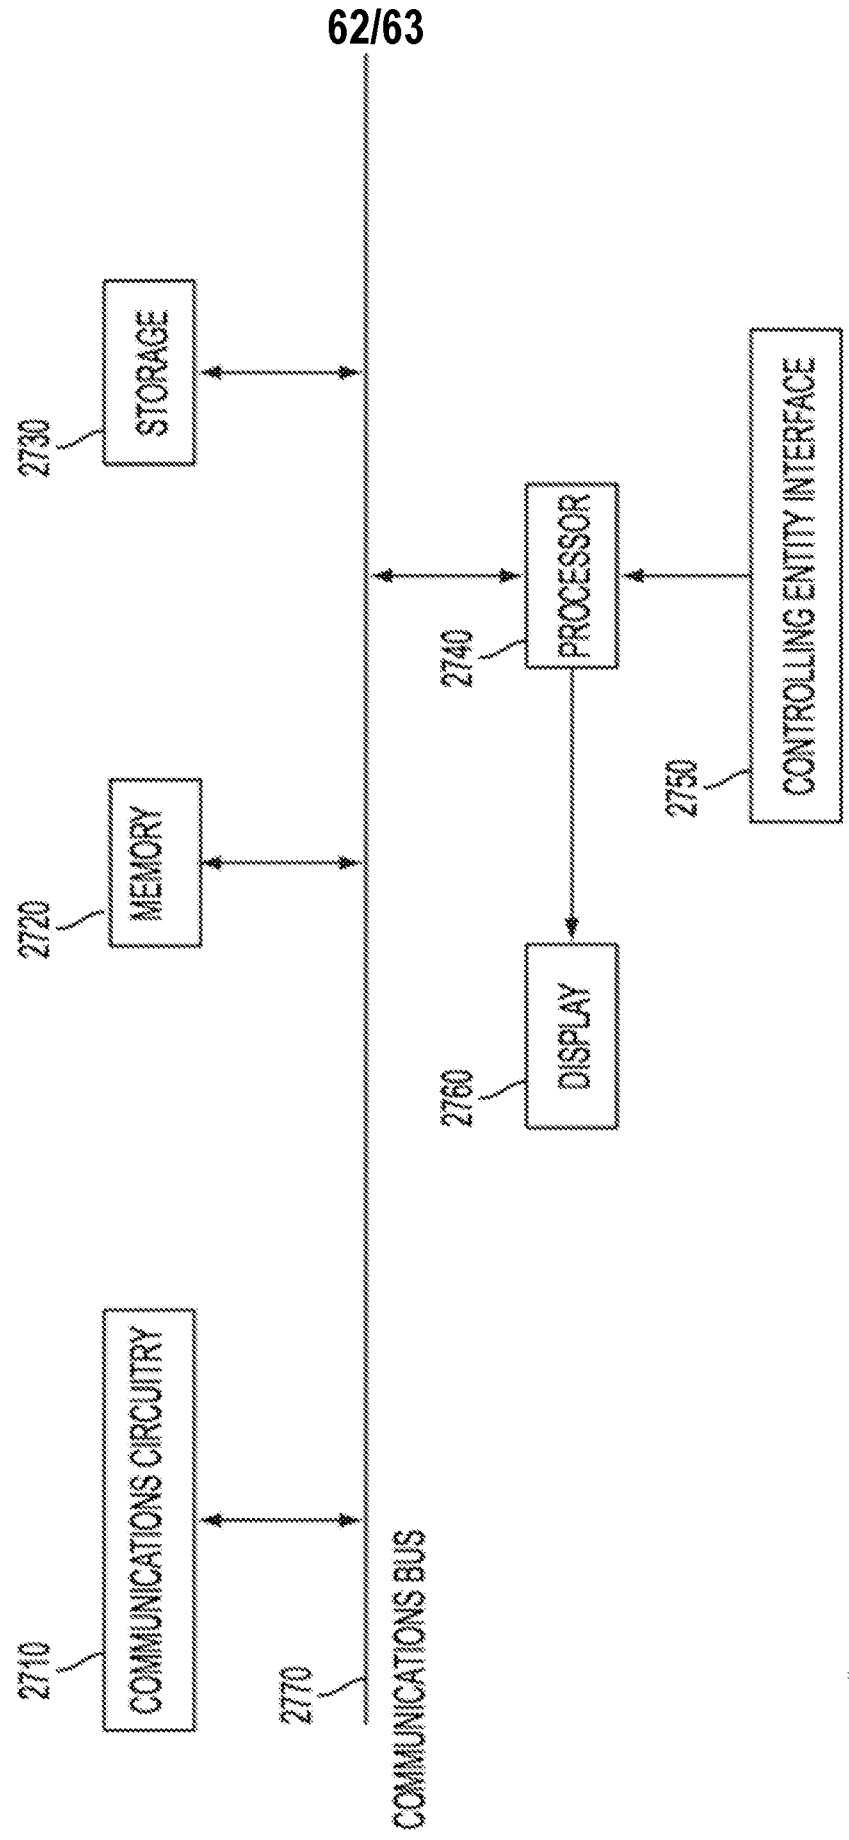 62/63
2710
COMMUNICATIONS CIRCUITRY
2720
MEMORY
2730
STORAGE
2770
COMMUNICATIONS BUS
2760
DISPLAY
2740
PROCESSOR
2750
CONTROLLING ENTITY INTERFACE